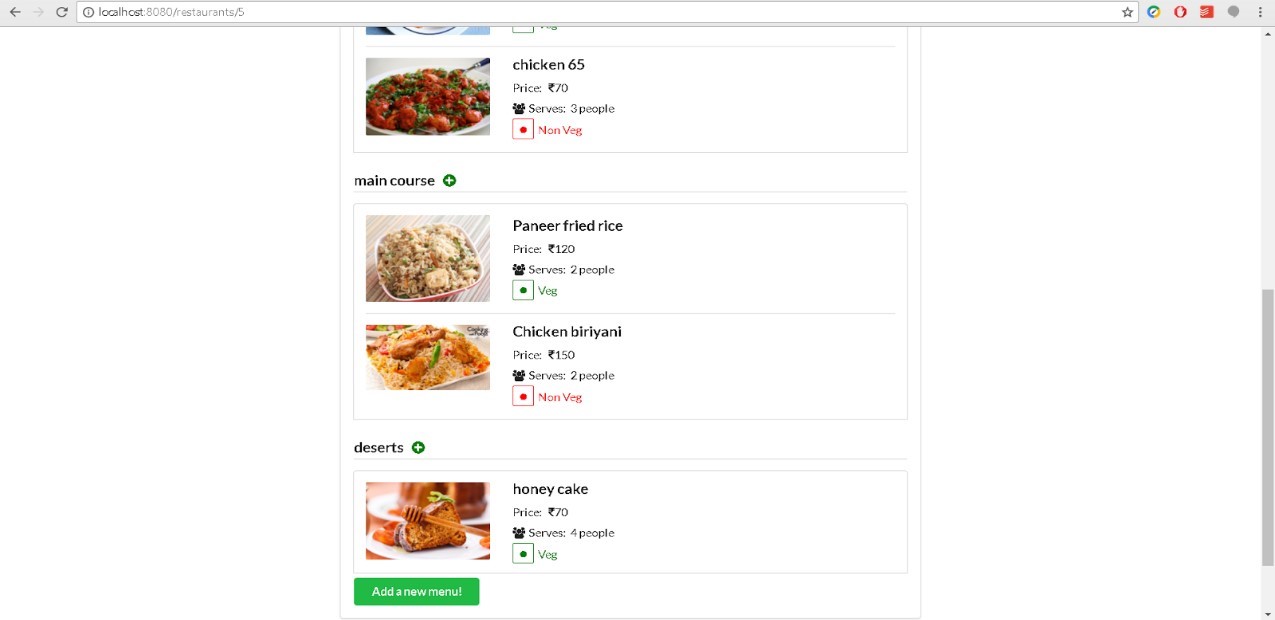 localhost:8080/restaurants/5
chicken 65
Price: ₹70
Serves: 3 people
Non Veg
main course
Paneer fried rice
Price: ₹120
Serves: 2 people
Veg
Chicken biriyani
Price: ₹150
Serves: 2 people
Non Veg
deserts
honey cake
Price: ₹70
Serves: 4 people
Veg
Add a new menu!